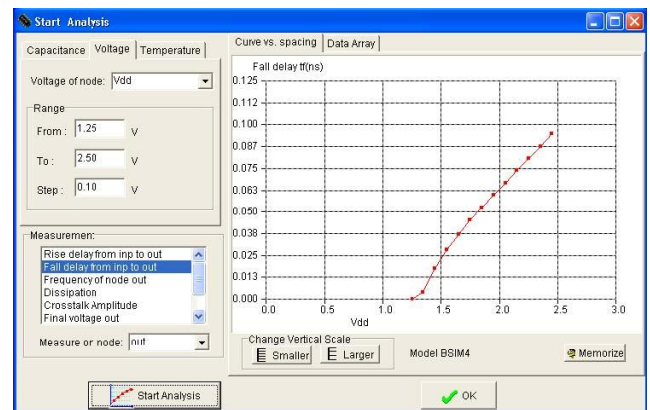 Start Analysis
Capacitance Voltage Temperature
Voltage of node: Vdd
Range
From : 1.25 V
To : 2.50 V
Step : 0.10 V
Measuremen:
Rise delay from inp to out
Fall delay from inp to out
Frequency of node out
Dissipation
Crosstalk Amplitude
Final voltage out
Measure or node: out
Start Analysis
Curve vs. spacing Data Array
Fall delay tf(ns)
0.125
0.112
0.100
0.087
0.075
0.063
0.050
0.038
0.025
0.013
0.000
0.0 0.5 1.0 1.5 2.0 2.5 3.0
Vdd
Change Vertical Scale
Smaller Larger
Model BSIM4
Memorize
OK